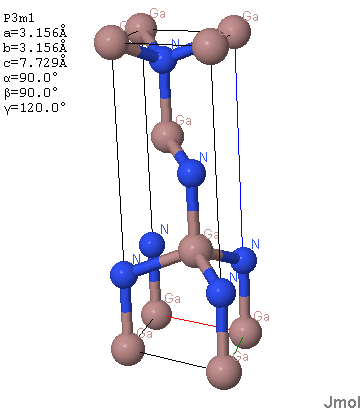 P3m1
a=3.156Å
b=3.156Å
c=7.729Å
α=90.0°
β=90.0°
γ=120.0°
Ga
Ga
N
Ga
N
Ga
N
N
N
N
Ga
Ga
Ga
Jmol